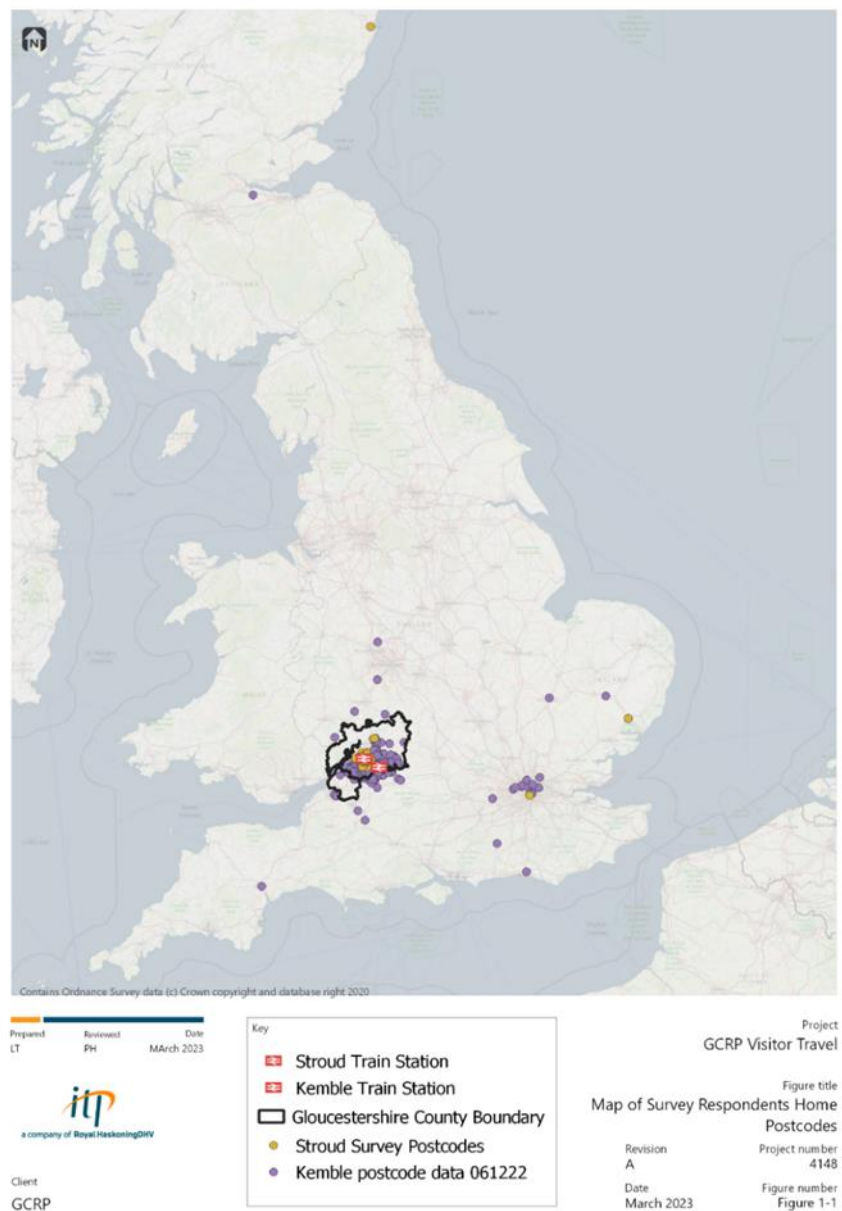 N
Contains Ordnance Survey data (c) Crown copyright and database right 2020
Prepared Reviewed Date
LT PH MArch 2023
itp
a company of Royal HaskoningDHV
Client
GCRP
Key
Stroud Train Station
Kemble Train Station
Gloucestershire County Boundary
Stroud Survey Postcodes
Kemble postcode data 061222
Project
GCRP Visitor Travel
Figure title
Map of Survey Respondents Home
Postcodes
Revision Project number
A 4148
Date Figure number
March 2023 Figure 1-1